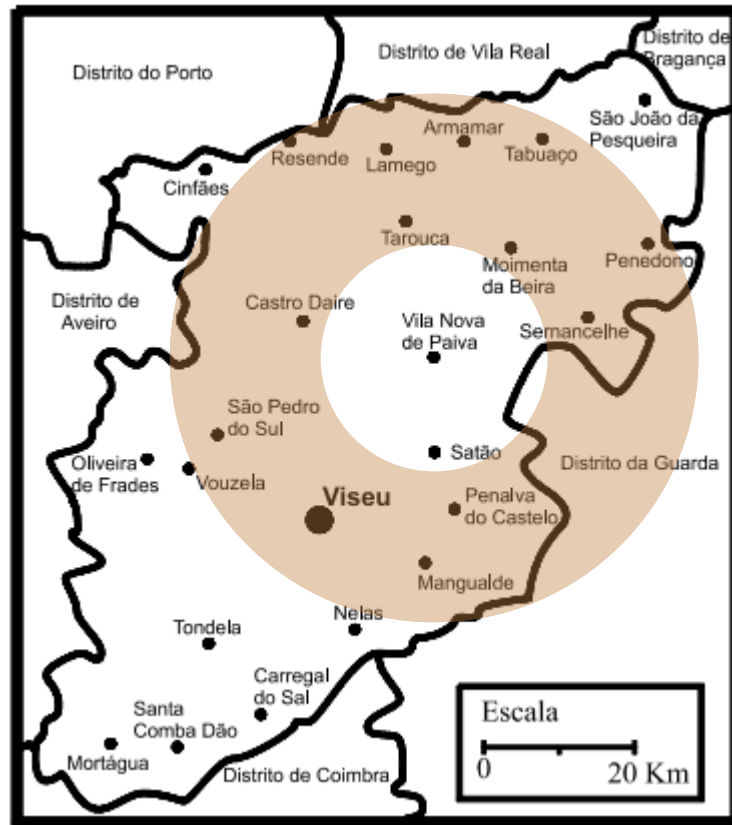 Distrito do Porto
Distrito de Vila Real
Distrito de
Bragança
São João da
Pesqueira
Armamar
Tabuaço
Resende
Lamego
Cinfães
Tarouca
Moimenta
da Beira
Penedono
Distrito de
Aveiro
Castro Daire
Vila Nova
de Paiva
Sernancelhe
São Pedro
do Sul
Oliveira
de Frades
Vouzela
Satão
Distrito da Guarda
Viseu
Penalva
do Castelo
Mangualde
Nelas
Tondela
Carregal
do Sal
Santa
Comba Dão
Mortágua
Distrito de Coimbra
Escala
0 20 Km